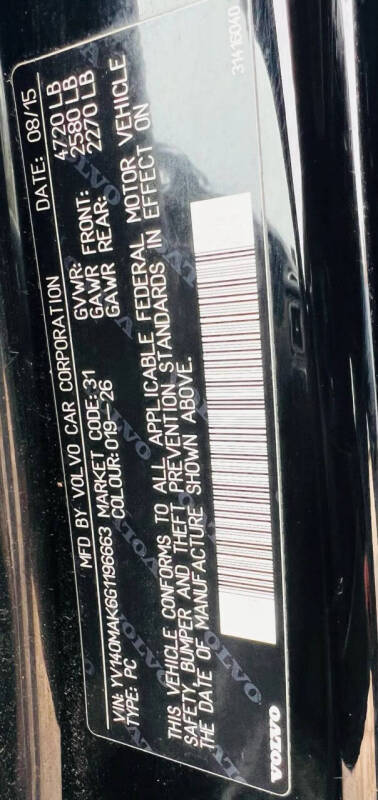 MFD BY VOLVO CAR CORPORATION DATE: 08/15
VIN: YV140MAK6G1196663 GVWR: 4720 LB
TYPE: PC MARKET CODE: 31 GAWR FRONT: 2580 LB
COLOUR: 019-26 GAWR REAR: 2270 LB
THIS VEHICLE CONFORMS TO ALL APPLICABLE FEDERAL MOTOR VEHICLE
SAFETY, BUMPER AND THEFT PREVENTION STANDARDS IN EFFECT ON
THE DATE OF MANUFACTURE SHOWN ABOVE.
VOLVO 31416040